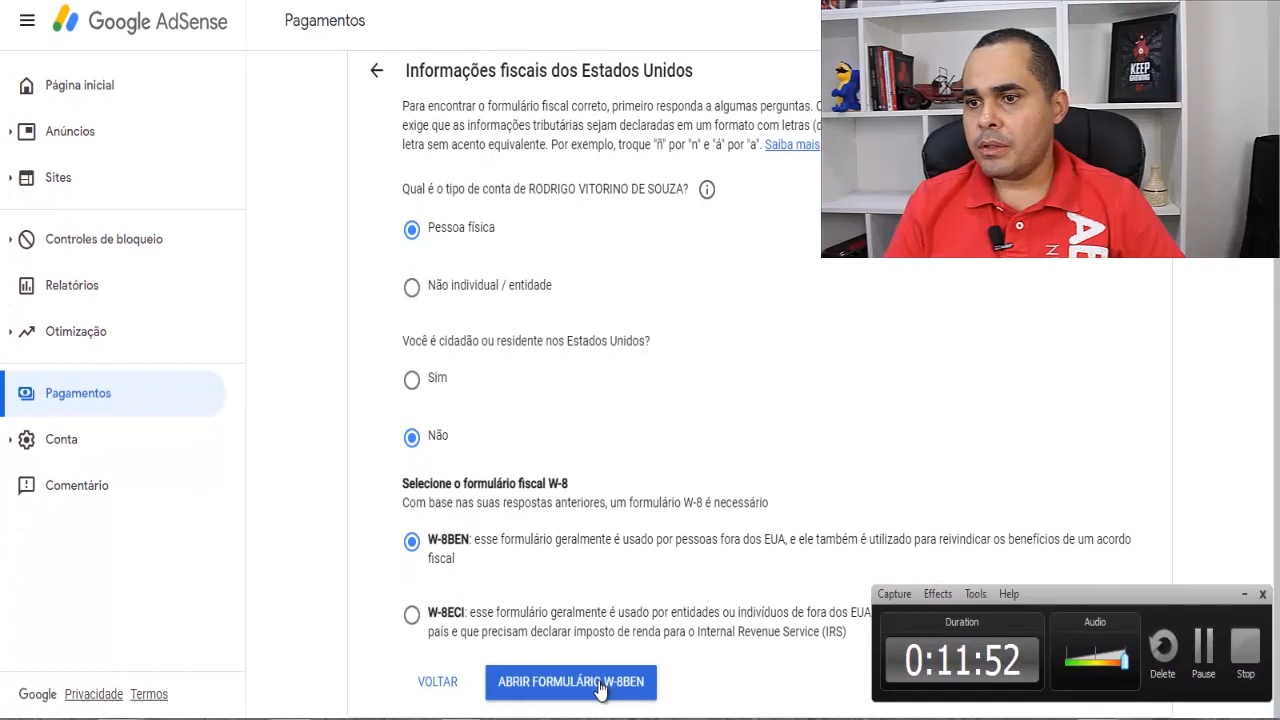 Google AdSense
Pagamentos
Página inicial
Anúncios
Sites
Controles de bloqueio
Relatórios
Otimização
Pagamentos
Conta
Comentário
Google Privacidade Termos
Informações fiscais dos Estados Unidos
Para encontrar o formulário fiscal correto, primeiro responda a algumas perguntas.
exige que as informações tributárias sejam declaradas em um formato com letras
letra sem acento equivalente. Por exemplo, troque "ñ" por "n" e "á" por "a". Saiba mais
Qual é o tipo de conta de RODRIGO VITORINO DE SOUZA?
Pessoa física
Não individual / entidade
Você é cidadão ou residente nos Estados Unidos?
Sim
Não
Selecione o formulário fiscal W-8
Com base nas suas respostas anteriores, um formulário W-8 é necessário
W-8BEN: esse formulário geralmente é usado por pessoas fora dos EUA, e ele também é utilizado para reivindicar os benefícios de um acordo
fiscal
W-8ECI: esse formulário geralmente é usado por entidades ou indivíduos de fora dos EUA
país e que precisam declarar imposto de renda para o Internal Revenue Service (IRS)
VOLTAR
ABRIR FORMULÁRIO W-8BEN
KEEP
Capture Effects Tools Help
Duration
0:11:52
Audio
Delete
Pause
Stop